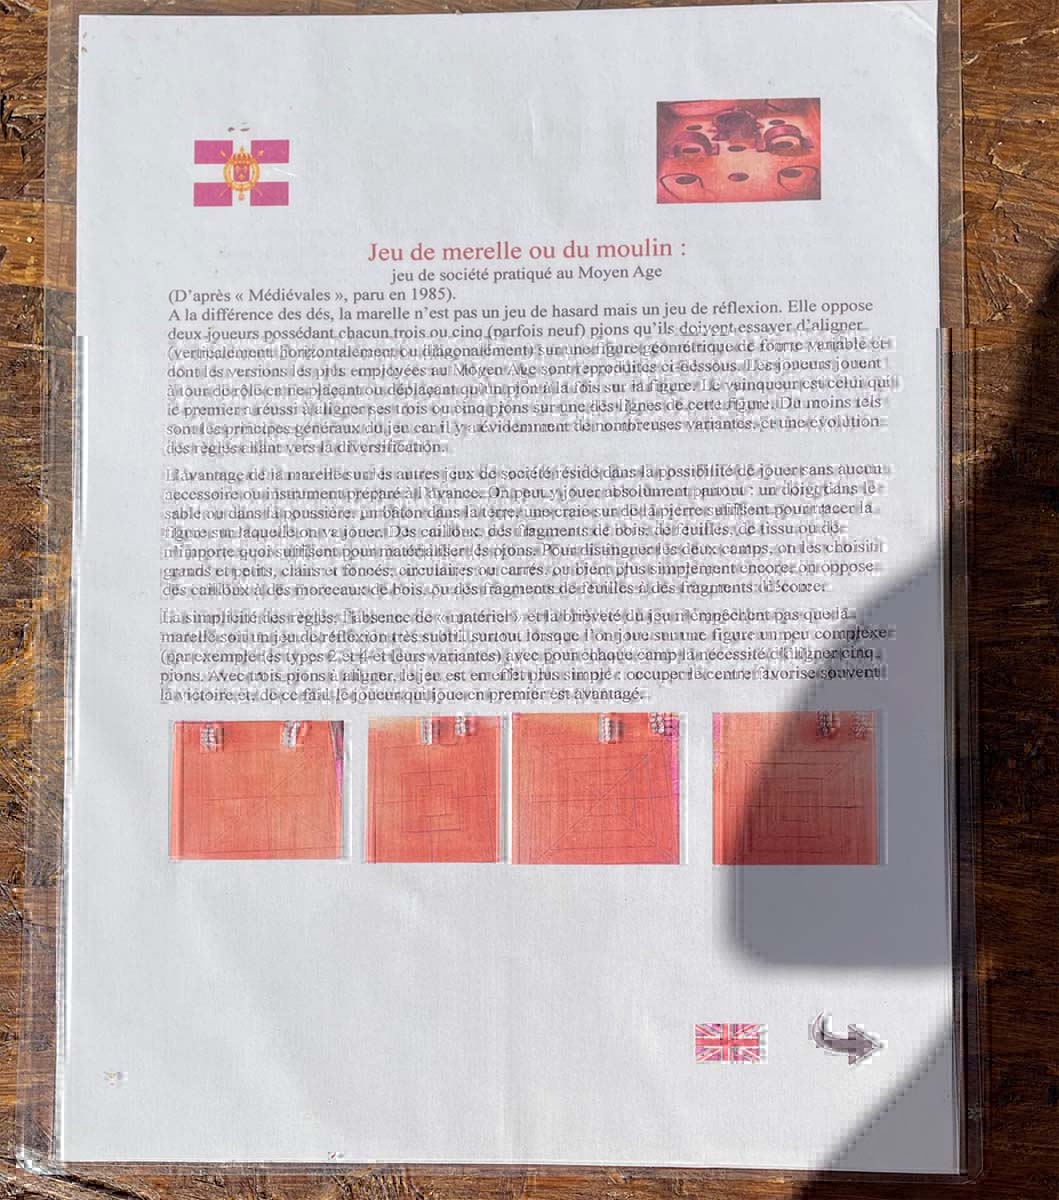 Jeu de merelle ou du moulin :
jeu de société pratiqué au Moyen Age
(D'après « Médiévales », paru en 1985).
A la différence des dés, la marelle n'est pas un jeu de hasard mais un jeu de réflexion. Elle oppose
deux joueurs possédant chacun trois ou cinq (parfois neuf) pions qu'ils doivent essayer d'aligner
(verticalement, horizontalement ou diagonalement) sur une figure géométrique de forme variable et
dont les versions les plus employées au Moyen Age sont reproduites ci-dessous. Les joueurs jouent
à tour de rôle en ne plaçant ou déplaçant qu'un pion à la fois sur la figure. Le vainqueur est celui qui
le premier a réussi à aligner ses trois ou cinq pions sur une des lignes de cette figure. Du moins tels
sont les principes généraux du jeu car il y a évidemment de nombreuses variantes, et une évolution
des règles allant vers la diversification.
L'avantage de la marelle sur les autres jeux de société réside dans la possibilité de jouer sans aucun
accessoire ou instrument préparé à l'avance. On peut y jouer absolument partout : un doigt dans le
sable ou dans la poussière, un bâton dans la terre, une craie sur de la pierre suffisent pour tracer la
figure sur laquelle on va jouer. Des cailloux, des fragments de bois, de feuilles, de tissu ou de
n'importe quoi suffisent pour matérialiser les pions. Pour distinguer les deux camps, on les choisit
grands et petits, clairs et foncés, circulaires ou carrés, ou bien plus simplement encore on oppose
des cailloux à des morceaux de bois, ou des fragments de feuilles à des fragments d'écorce.
La simplicité des règles, l'absence de « matériel » et la brièveté du jeu n'empêchent pas que la
marelle soit un jeu de réflexion très subtil, surtout lorsque l'on joue sur une figure un peu complexe
(par exemple les types 2 et 4 et leurs variantes) avec pour chaque camp la nécessité d'aligner cinq
pions. Avec trois pions à aligner, le jeu est en effet plus simple : occuper le centre favorise souvent
la victoire et, de ce fait, le joueur qui joue en premier est avantagé.